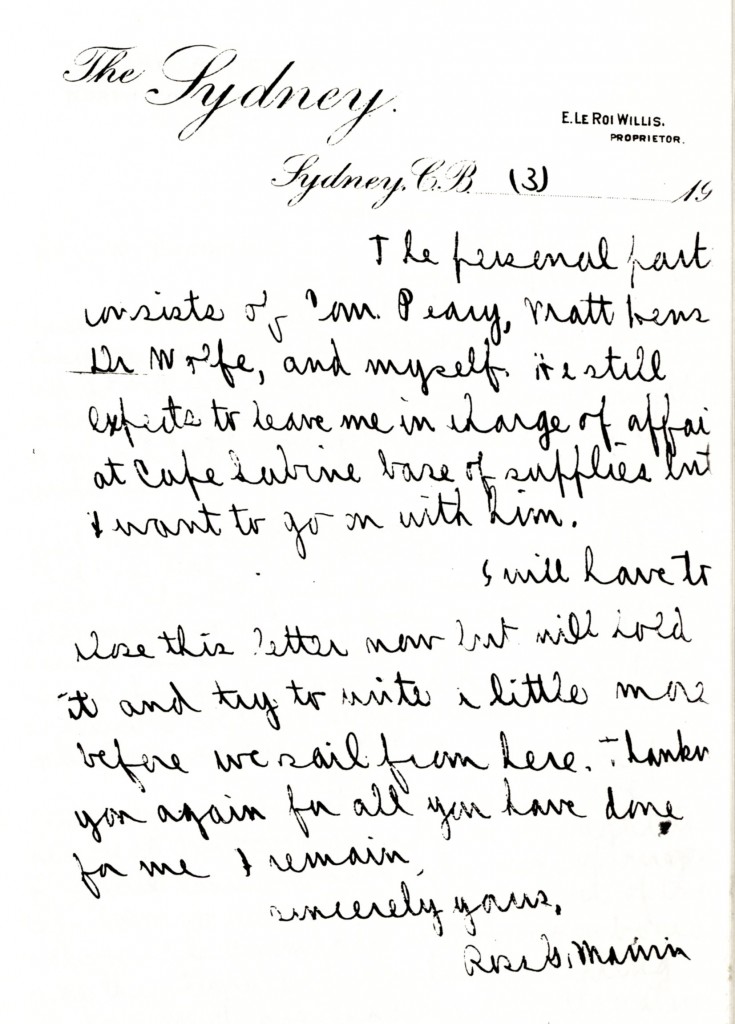 The Sydney.
E. LE ROI WILLIS.
PROPRIETOR.
Sydney, C.B. (3) 19
The personal part
consists of Com. Peary, Matt Hens
Dr Wolfe, and myself. He still
expects to leave me in charge of affai
at Cape Sabine base of supplies but
I want to go on with him.
I will have to
close this letter now but will hold
it and try to write a little more
before we sail from here. Thankin
you again for all you have done
for me I remain,
sincerely yours,
Ross G. Marvin